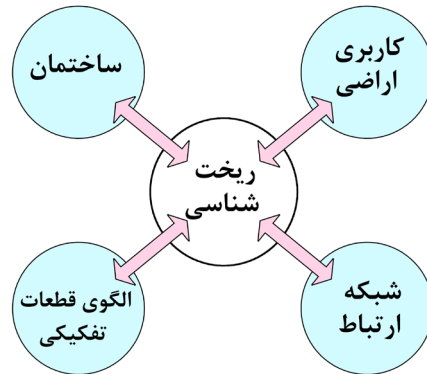 کاربری
اراضی
ساختمان
ریخت
شناسی
شبکه
ارتباط
الگوی قطعات
تفکیکی